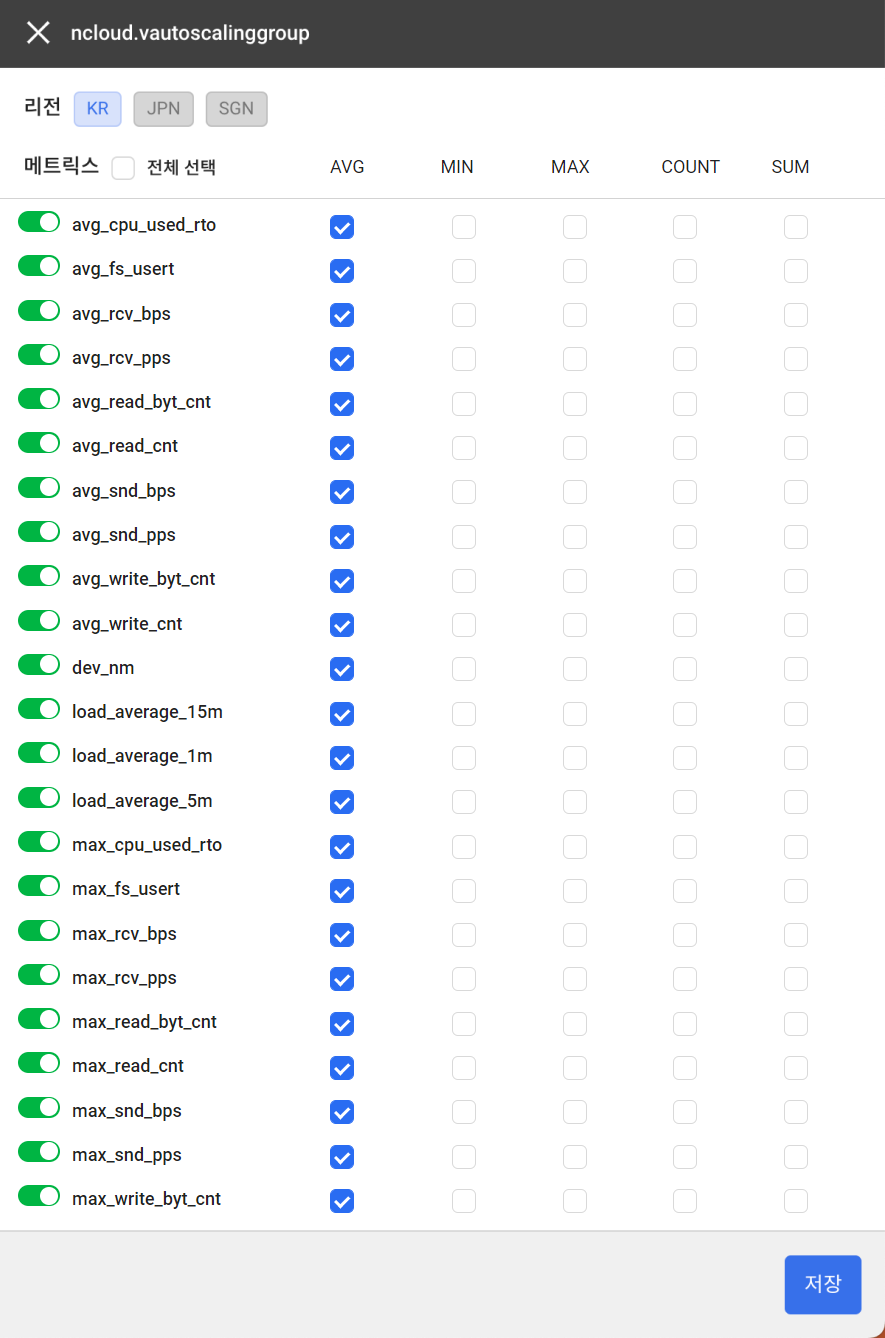 ncloud.vautoscalinggroup
리전 KR JPN SGN
메트릭스 전체 선택 AVG MIN MAX COUNT SUM
avg_cpu_used_rto
avg_fs_usert
avg_rcv_bps
avg_rcv_pps
avg_read_byt_cnt
avg_read_cnt
avg_snd_bps
avg_snd_pps
avg_write_byt_cnt
avg_write_cnt
dev_nm
load_average_15m
load_average_1m
load_average_5m
max_cpu_used_rto
max_fs_usert
max_rcv_bps
max_rcv_pps
max_read_byt_cnt
max_read_cnt
max_snd_bps
max_snd_pps
max_write_byt_cnt
저장